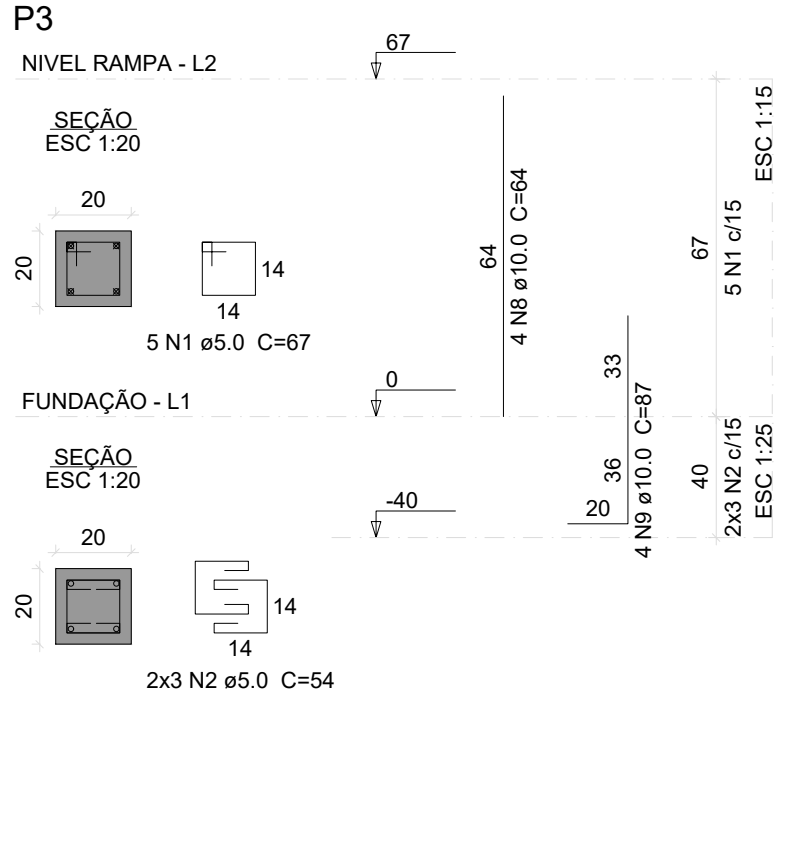 P3
NIVEL RAMPA - L2
67
SEÇÃO
ESC 1:20
20
20
14
14
5 N1 ø5.0 C=67
64
4 N8 ø10.0 C=64
67
5 N1 c/15
ESC 1:15
FUNDAÇÃO - L1
0
SEÇÃO
ESC 1:20
-40
33
36
20
4 N9 ø10.0 C=87
40
2x3 N2 c/15
ESC 1:25
20
20
14
14
2x3 N2 ø5.0 C=54